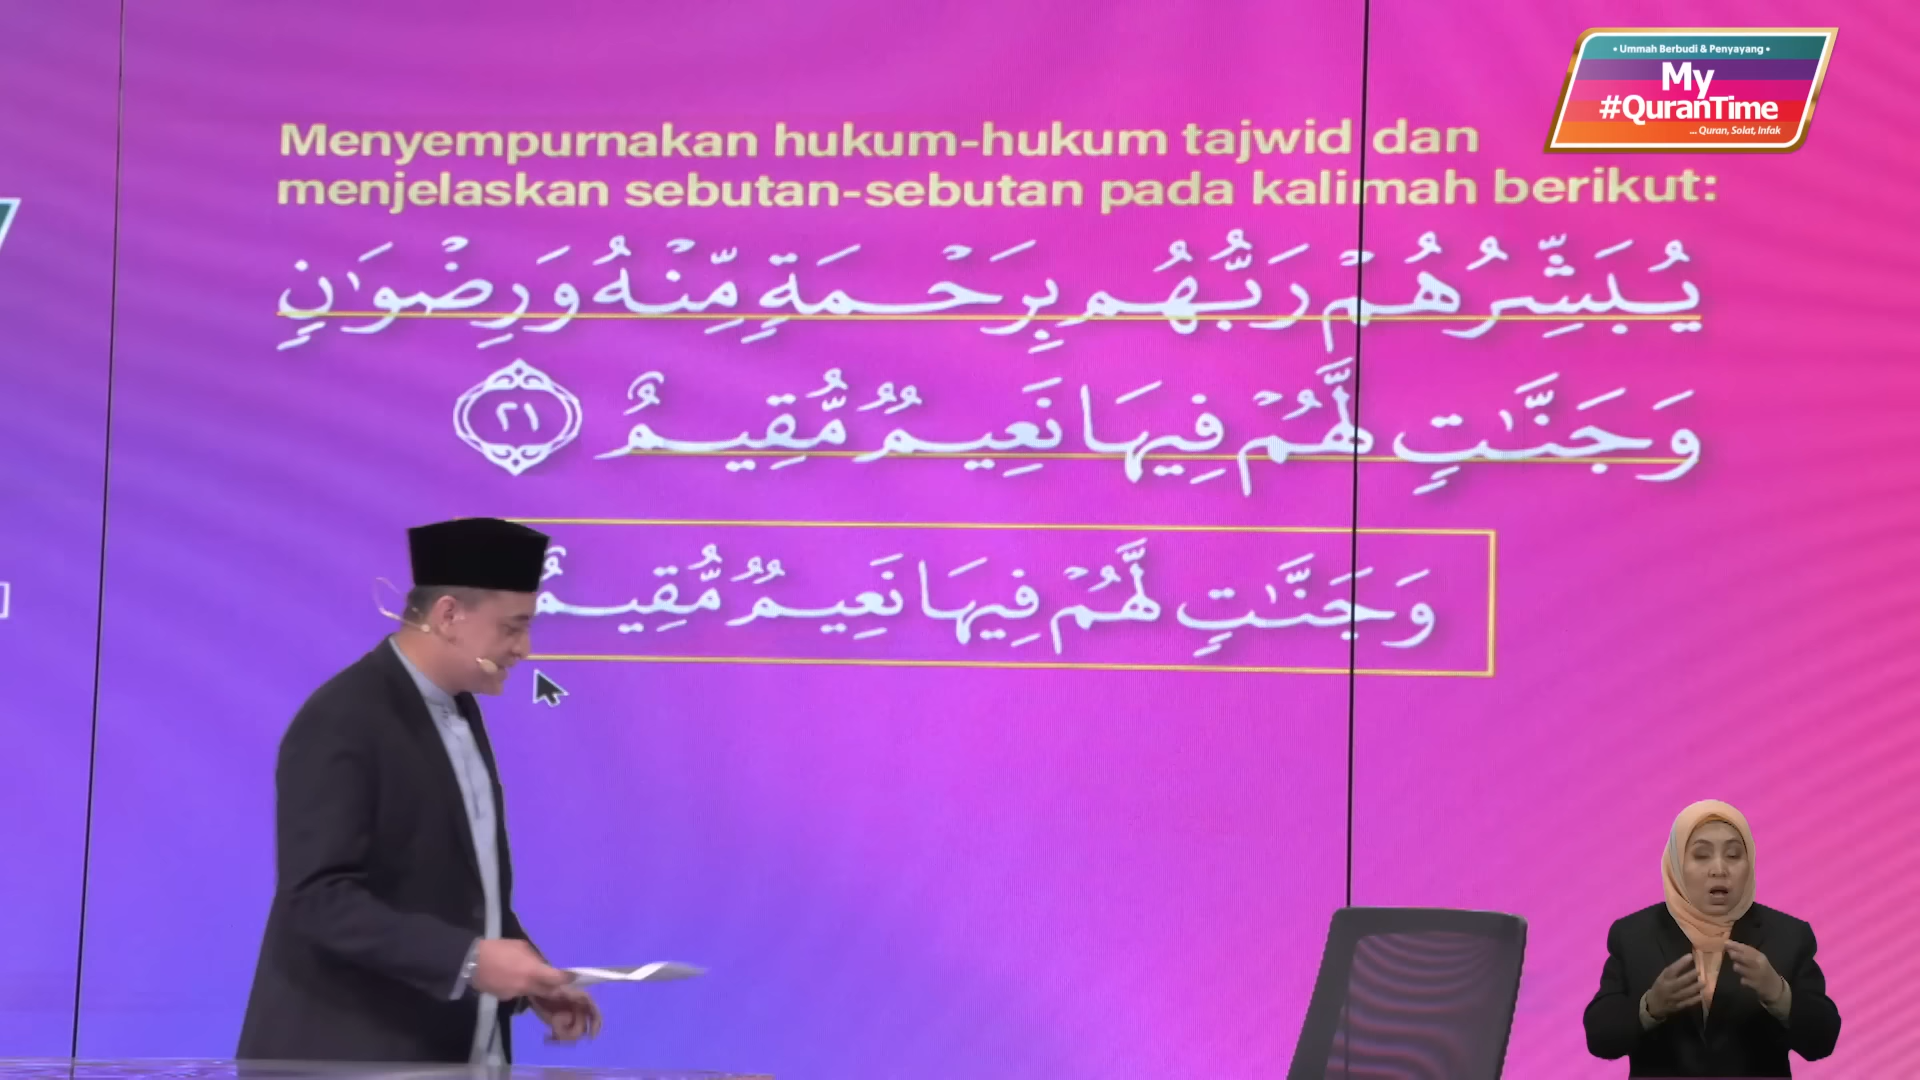 • Ummah Berbudi & Penyayang •
My
#QuranTime
... Quran, Solat, Infak
Menyempurnakan hukum-hukum tajwid dan
menjelaskan sebutan-sebutan pada kalimah berikut:
يُبَشِّرُهُمْ رَبُّهُم بِرَحْمَةٍ مِّنْهُ وَرِضْوَٰنٍ
وَجَنَّـٰتٍ لَّهُمْ فِيهَا نَعِيمٌ مُّقِيمٌ ٢١
وَجَنَّـٰتٍ لَّهُمْ فِيهَا نَعِيمٌ مُّقِيمٌ